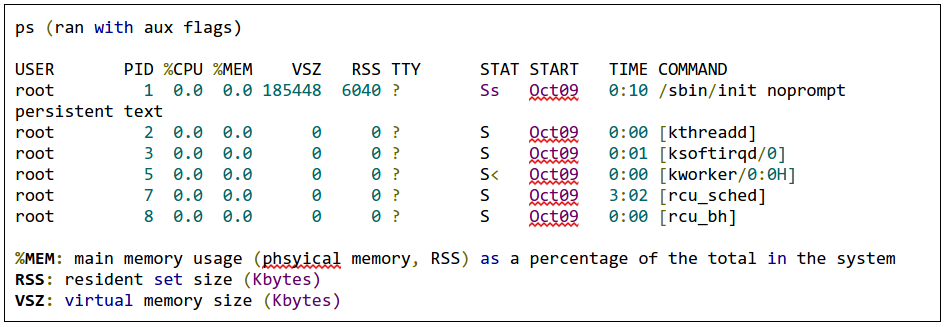 ps (ran with aux flags)
USER PID %CPU %MEM VSZ RSS TTY STAT START TIME COMMAND
root 1 0.0 0.0 185448 6040 ? Ss Oct09 0:10 /sbin/init noprompt
persistent text
root 2 0.0 0.0 0 0 ? S Oct09 0:00 [kthreadd]
root 3 0.0 0.0 0 0 ? S Oct09 0:01 [ksoftirqd/0]
root 5 0.0 0.0 0 0 ? S< Oct09 0:00 [kworker/0:0H]
root 7 0.0 0.0 0 0 ? S Oct09 3:02 [rcu_sched]
root 8 0.0 0.0 0 0 ? S Oct09 0:00 [rcu_bh]
%MEM: main memory usage (phsyical memory, RSS) as a percentage of the total in the system
RSS: resident set size (Kbytes)
VSZ: virtual memory size (Kbytes)